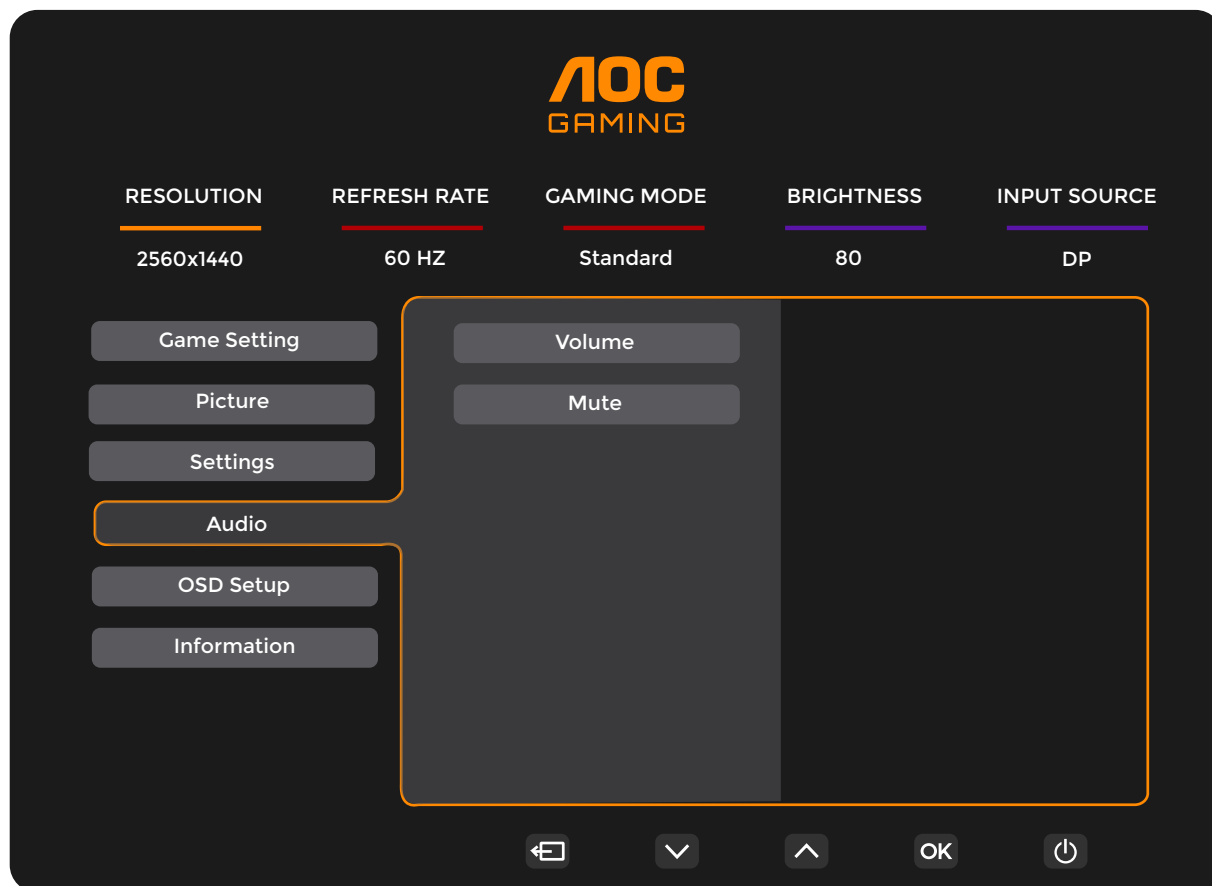 AOC
GAMING
RESOLUTION REFRESH RATE GAMING MODE BRIGHTNESS INPUT SOURCE
2560x1440 60 HZ Standard 80 DP
Game Setting Volume
Picture Mute
Settings
Audio
OSD Setup
Information
OK